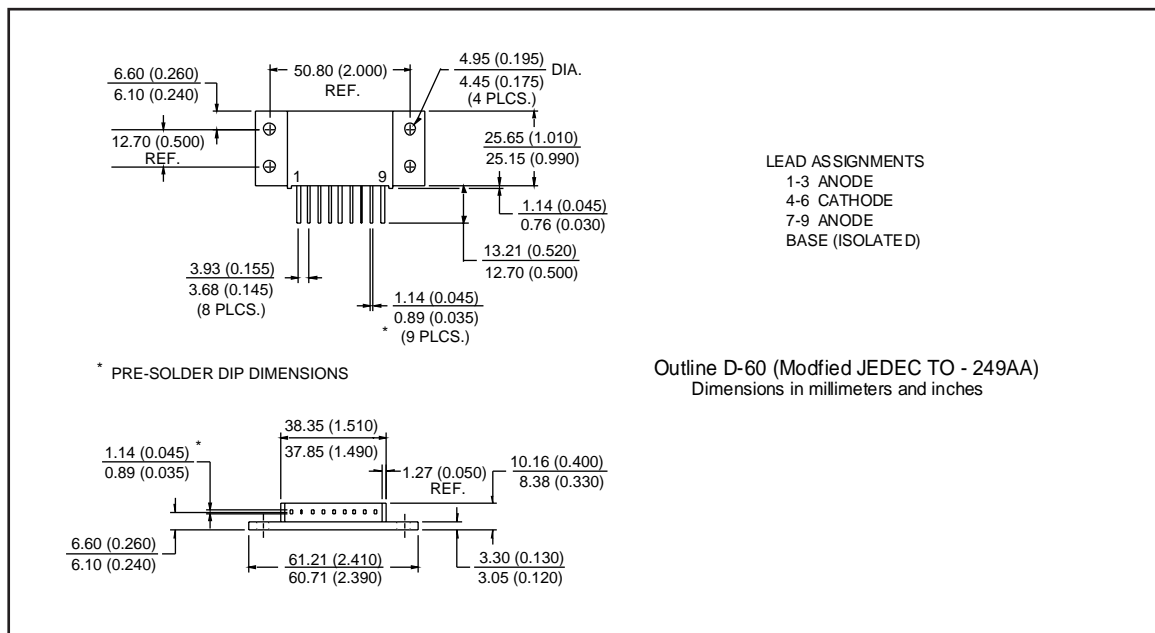 6.60 (0.260)
6.10 (0.240)
50.80 (2.000)
REF.
4.95 (0.195)
4.45 (0.175)
DIA.
(4 PLCS.)
12.70 (0.500)
REF.
25.65 (1.010)
25.15 (0.990)
1 9
1.14 (0.045)
0.76 (0.030)
13.21 (0.520)
12.70 (0.500)
3.93 (0.155)
3.68 (0.145)
(8 PLCS.)
1.14 (0.045)
0.89 (0.035)
* (9 PLCS.)
LEAD ASSIGNMENTS
1-3 ANODE
4-6 CATHODE
7-9 ANODE
BASE (ISOLATED)
* PRE-SOLDER DIP DIMENSIONS
Outline D-60 (Modfied JEDEC TO - 249AA)
Dimensions in millimeters and inches
38.35 (1.510)
37.85 (1.490)
1.14 (0.045) *
0.89 (0.035)
1.27 (0.050)
REF.
10.16 (0.400)
8.38 (0.330)
6.60 (0.260)
6.10 (0.240)
61.21 (2.410)
60.71 (2.390)
3.30 (0.130)
3.05 (0.120)